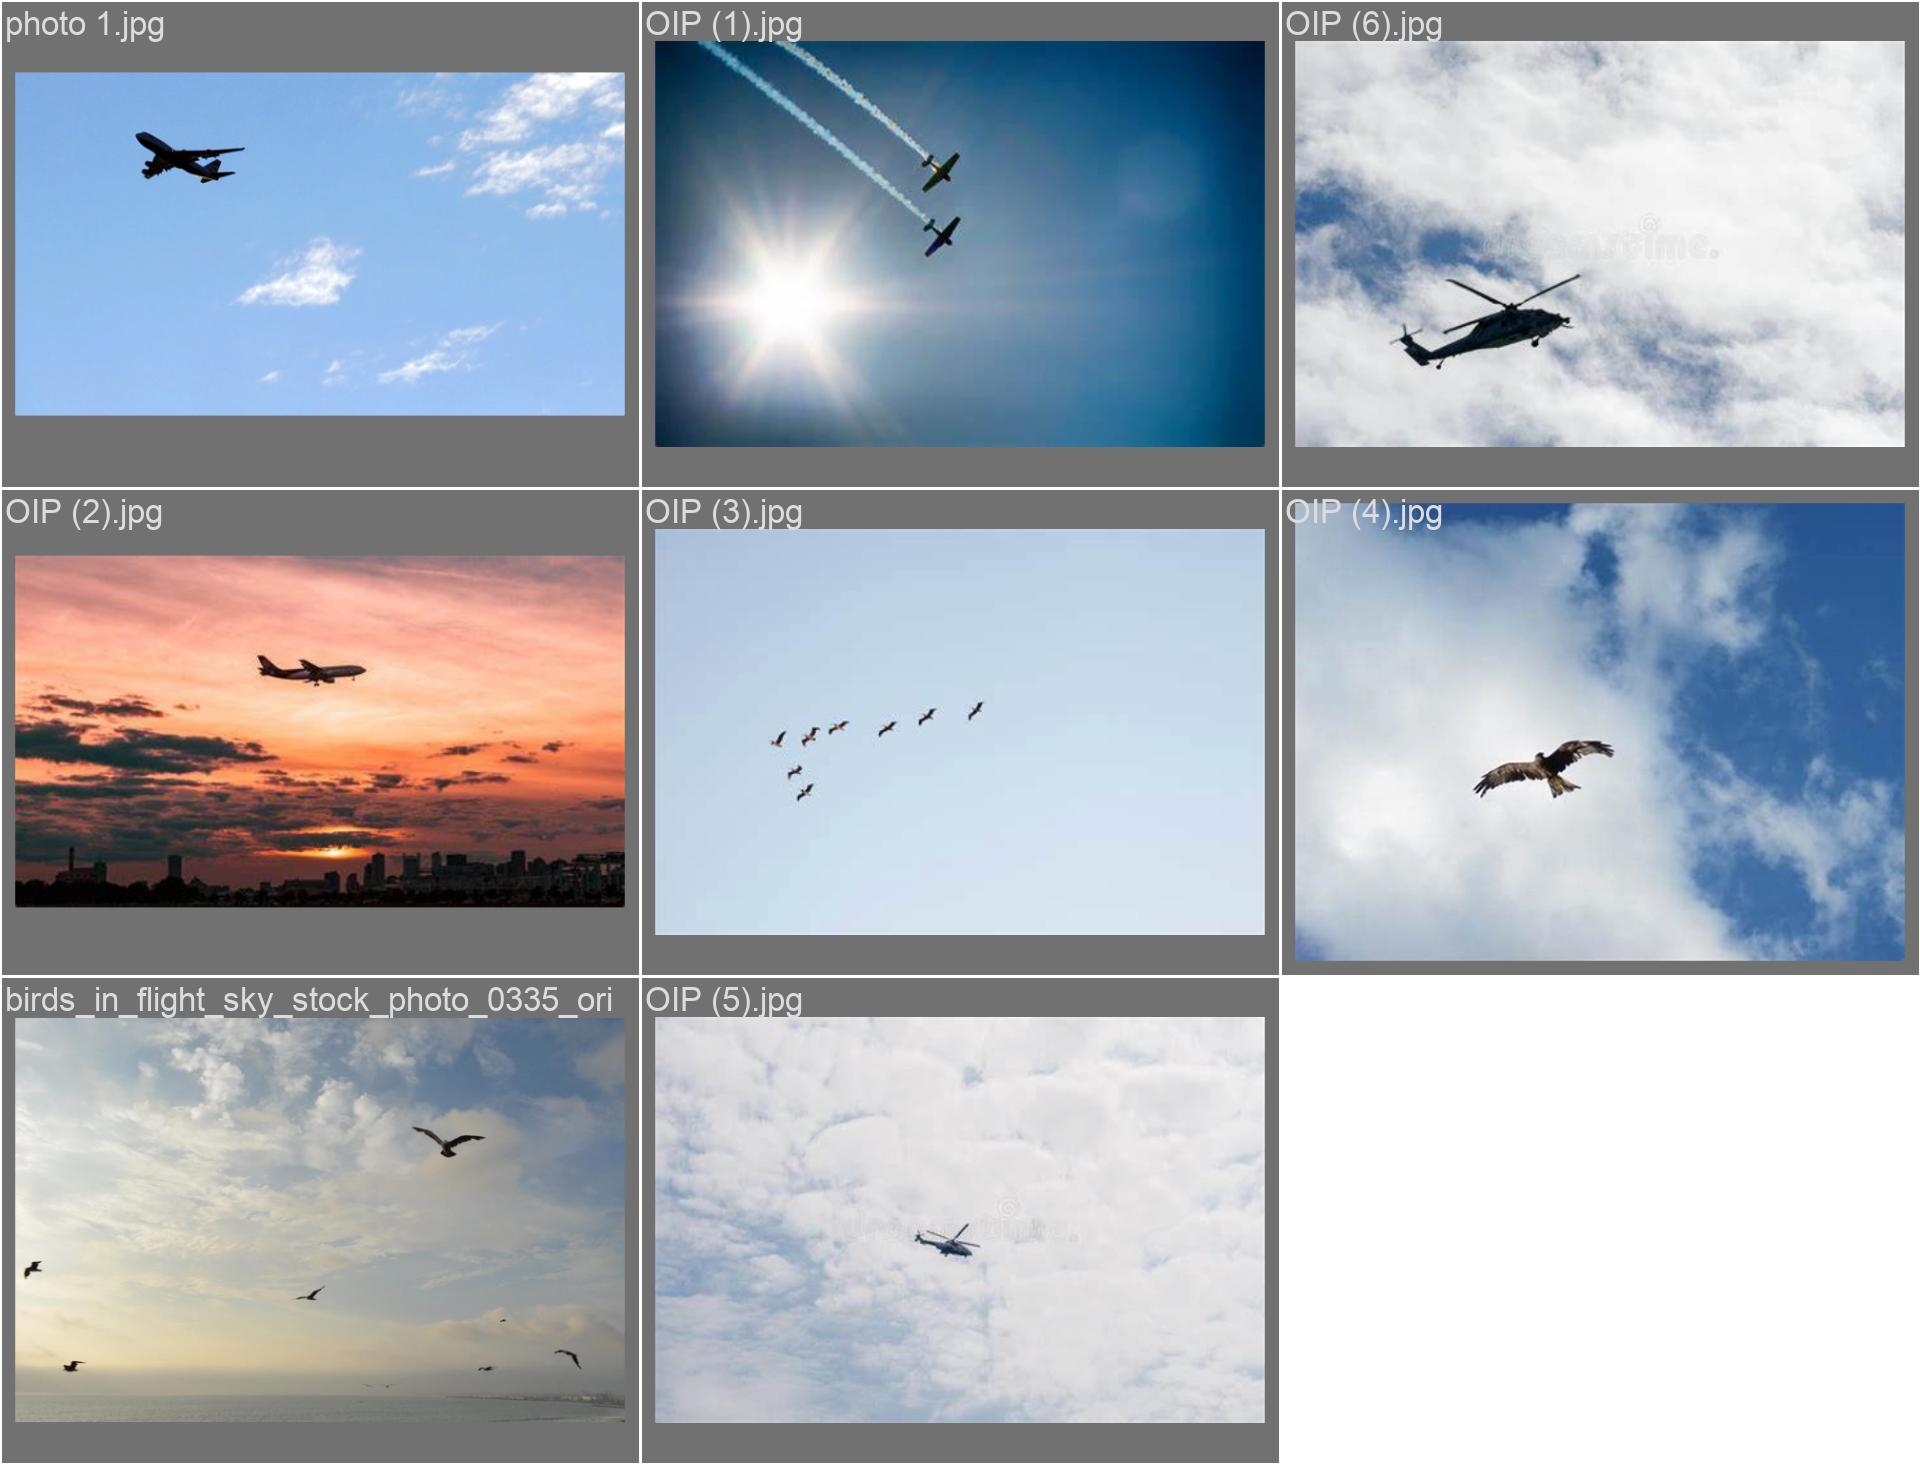 photo 1.jpg
OIP (1).jpg
OIP (6).jpg
dreamstime.
OIP (2).jpg
OIP (3).jpg
OIP (4).jpg
birds_in_flight_sky_stock_photo_0335_ori
OIP (5).jpg
dreamstime.